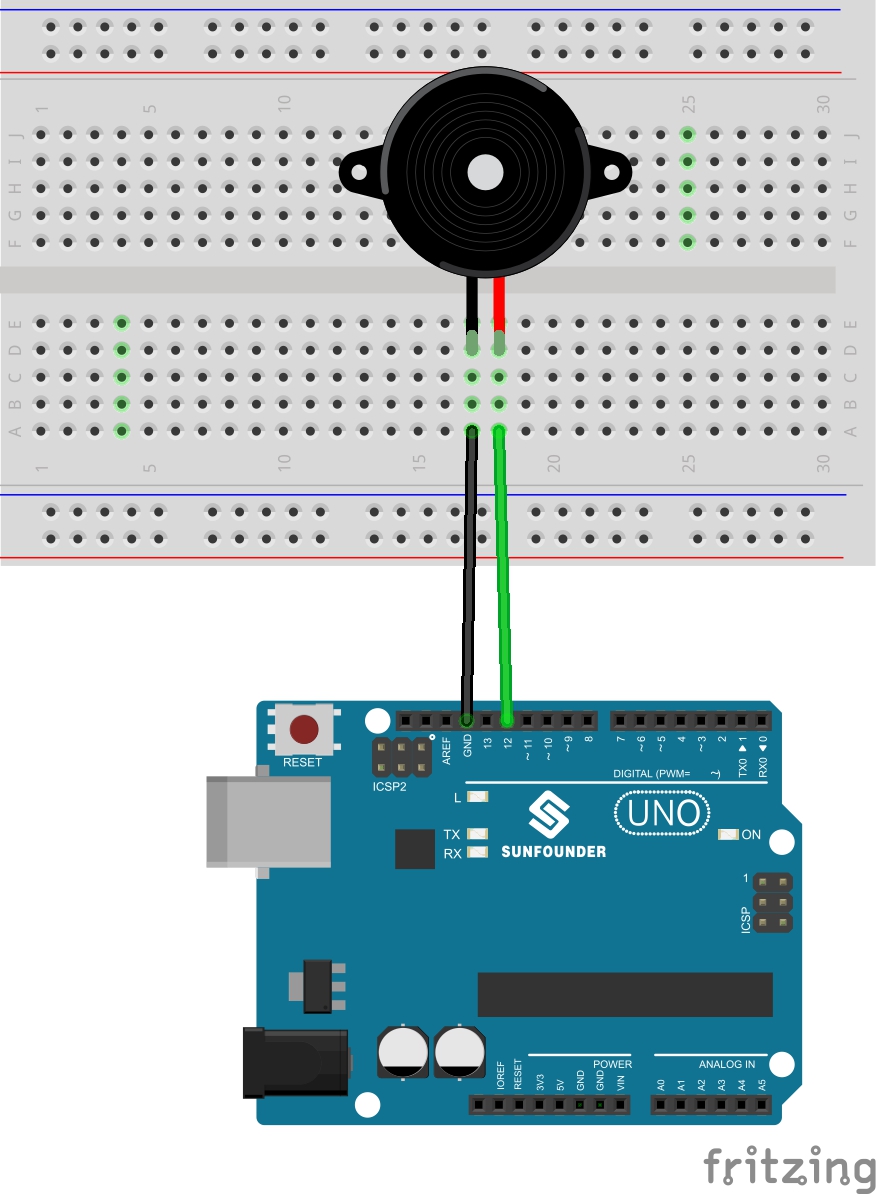 1 5 10 25 30
J J
I I
H H
G G
F F
E E
D D
C C
B B
A A
1 5 10 15 20 25 30
RESET
ICSP2
AREF GND 13 12 ~11 ~10 ~9 8 7 ~6 ~5 4 ~3 2 TX0 ▶ 1 RX0 ◀ 0
DIGITAL (PWM= ~)
L
TX
RX
SUNFOUNDER
UNO
ON
1
ICSP
POWER
ANALOG IN
IOREF RESET 3V3 5V GND GND VIN A0 A1 A2 A3 A4 A5
fritzing